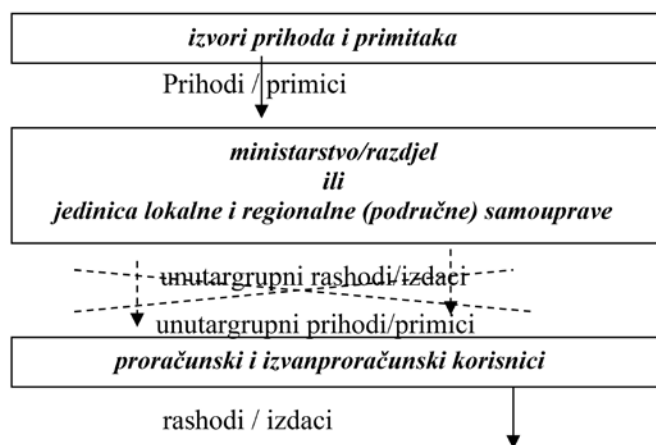 izvori prihoda i primitaka
Prihodi / primici
ministarstvo/razdjel
ili
jedinica lokalne i regionalne (područne) samouprave
unutargrupni rashodi/izdaci
unutargrupni prihodi/primici
proračunski i izvanproračunski korisnici
rashodi / izdaci